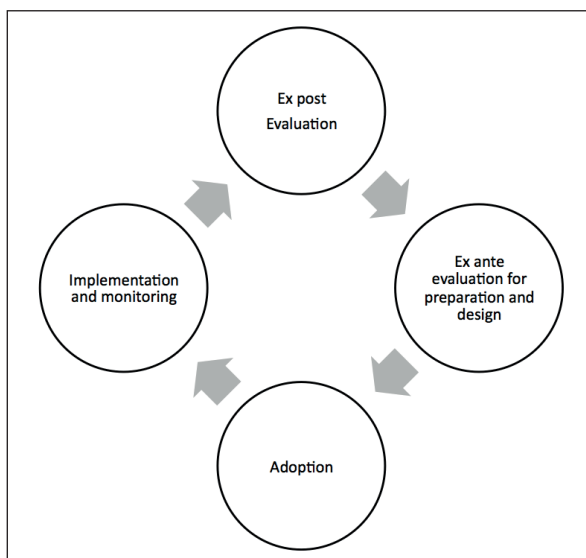 Ex post
Evaluation
Ex ante
evaluation for
preparation and
design
Implementation
and monitoring
Adoption